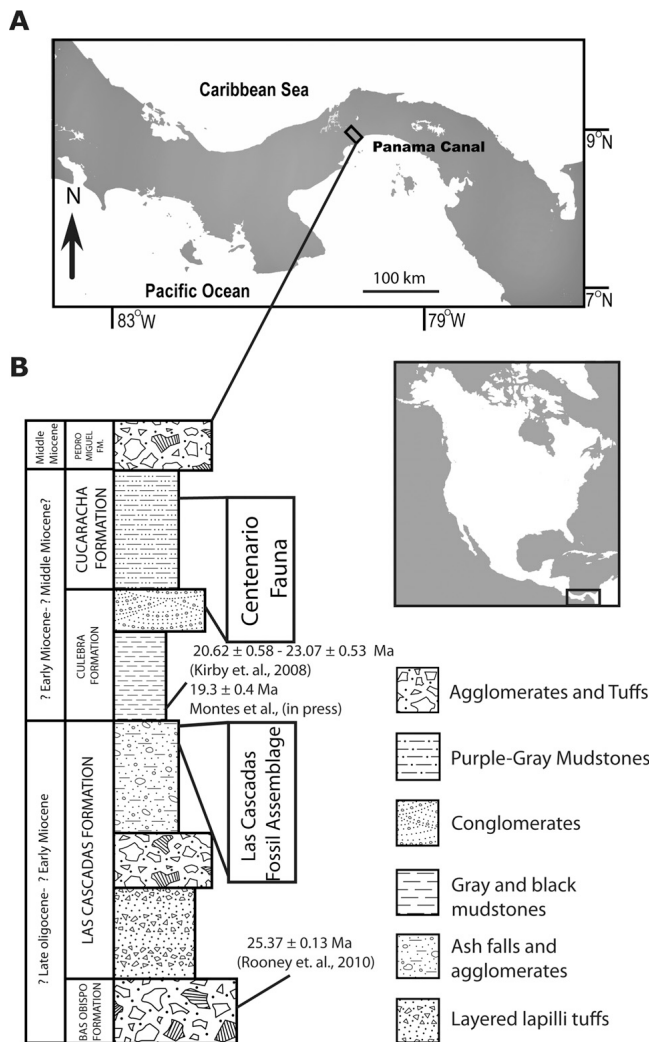 A
Caribbean Sea
9°N
Panama Canal
N
100 km
Pacific Ocean
7°N
83°W
79°W
B
Middle
Miocene
PEDRO
MIGUEL
FM.
? Early Miocene- ? Middle Miocene?
CUCARACHA
FORMATION
Centenario
Fauna
CULEBRA
FORMATION
20.62 ± 0.58 - 23.07 ± 0.53 Ma
(Kirby et. al., 2008)
19.3 ± 0.4 Ma
Montes et al., (in press)
? Late oligocene- ? Early Miocene
LAS CASCADAS FORMATION
Las Cascadas
Fossil Assemblage
25.37 ± 0.13 Ma
(Rooney et. al., 2010)
BAS OBISPO
FORMATION
Agglomerates and Tuffs
Purple-Gray Mudstones
Conglomerates
Gray and black
mudstones
Ash falls and
agglomerates
Layered lapilli tuffs